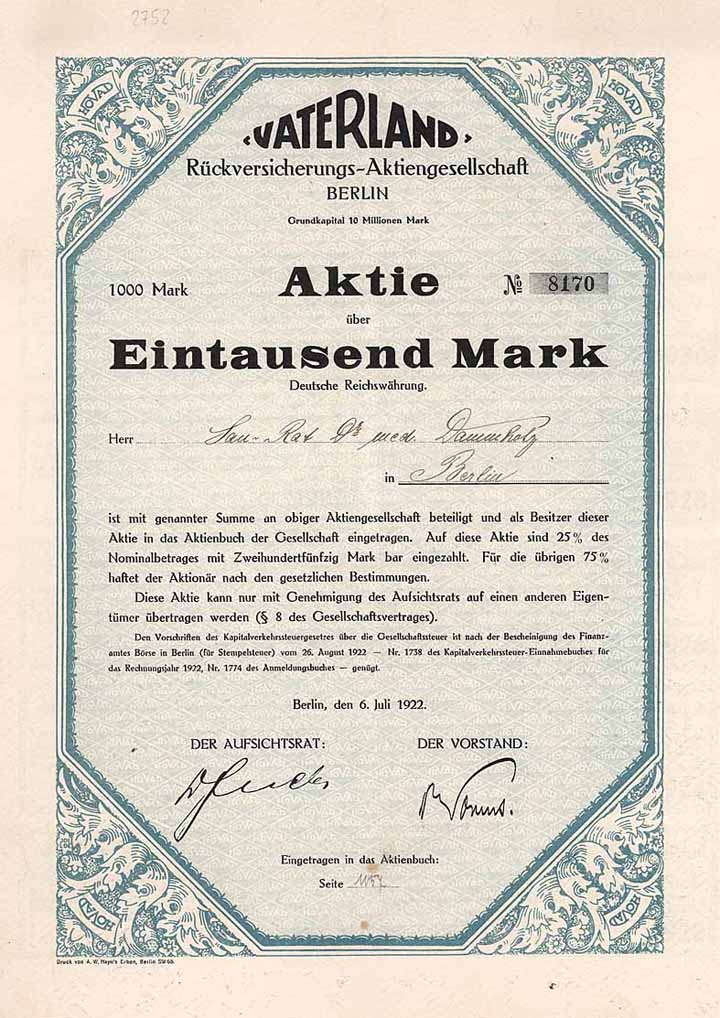 2752
HOVAD
HOVAD
‹VATERLAND›
Rückversicherungs-Aktiengesellschaft
BERLIN
Grundkapital 10 Millionen Mark
1000 Mark Aktie № 8170
über
Eintausend Mark
Deutsche Reichswährung.
Herr San-Rat Dr med. Dammholz
in Berlin
ist mit genannter Summe an obiger Aktiengesellschaft beteiligt und als Besitzer dieser
Aktie in das Aktienbuch der Gesellschaft eingetragen. Auf diese Aktie sind 25% des
Nominalbetrages mit Zweihundertfünfzig Mark bar eingezahlt. Für die übrigen 75%
haftet der Aktionär nach den gesetzlichen Bestimmungen.
Diese Aktie kann nur mit Genehmigung des Aufsichtsrats auf einen anderen Eigen-
tümer übertragen werden (§ 8 des Gesellschaftsvertrages).
Den Vorschriften des Kapitalverkehrssteuergesetzes über die Gesellschaftssteuer ist nach der Bescheinigung des Finanz-
amtes Börse in Berlin (für Stempelsteuer) vom 26. August 1922 — Nr. 1738 des Kapitalverkehrssteuer-Einnahmebuches für
das Rechnungsjahr 1922, Nr. 1774 des Anmeldungsbuches — genügt.
Berlin, den 6. Juli 1922.
DER AUFSICHTSRAT: DER VORSTAND:
Eingetragen in das Aktienbuch:
Seite
HOVAD
HOVAD
Druck von A. W. Hayn's Erben, Berlin SW 68.